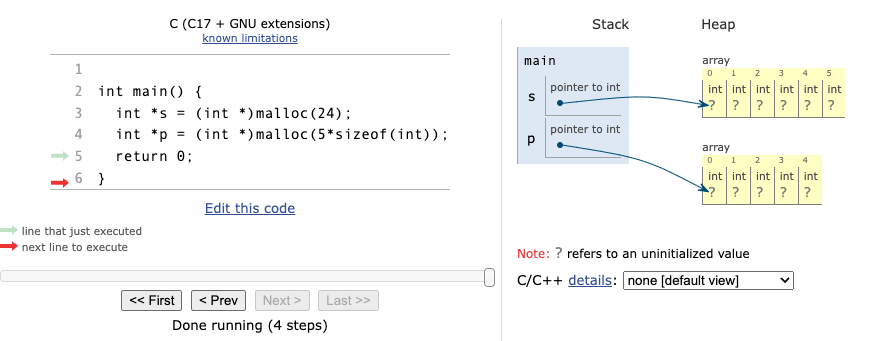 C (C17 + GNU extensions)
known limitations
1
2 int main() {
3 int *s = (int *)malloc(24);
4 int *p = (int *)malloc(5*sizeof(int));
5 return 0;
6 }
Edit this code
line that just executed
next line to execute
<< First < Prev Next > Last >>
Done running (4 steps)
Stack Heap
main
s pointer to int
p pointer to int
array
0 1 2 3 4 5
int int int int int int
? ? ? ? ? ?
array
0 1 2 3 4
int int int int int
? ? ? ? ?
Note: ? refers to an uninitialized value
C/C++ details: none [default view]